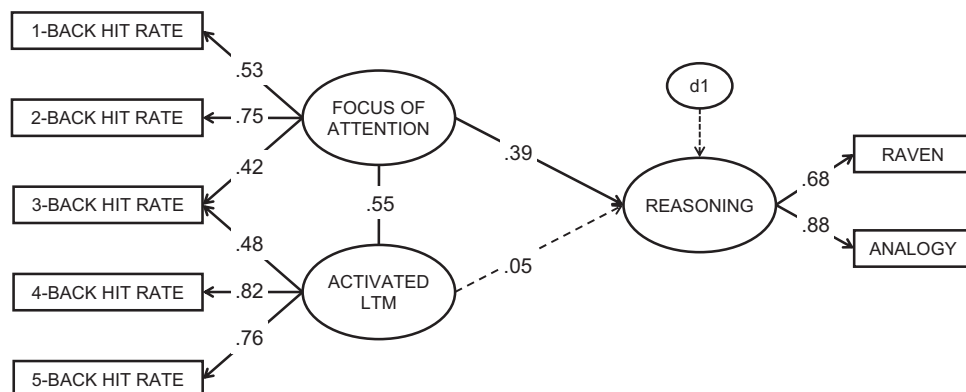 1-BACK HIT RATE
.53
2-BACK HIT RATE
.75
FOCUS OF
ATTENTION
d1
.42
.39
RAVEN
3-BACK HIT RATE
.55
REASONING
.68
.88
.48
ANALOGY
.05
4-BACK HIT RATE
.82
ACTIVATED
LTM
.76
5-BACK HIT RATE